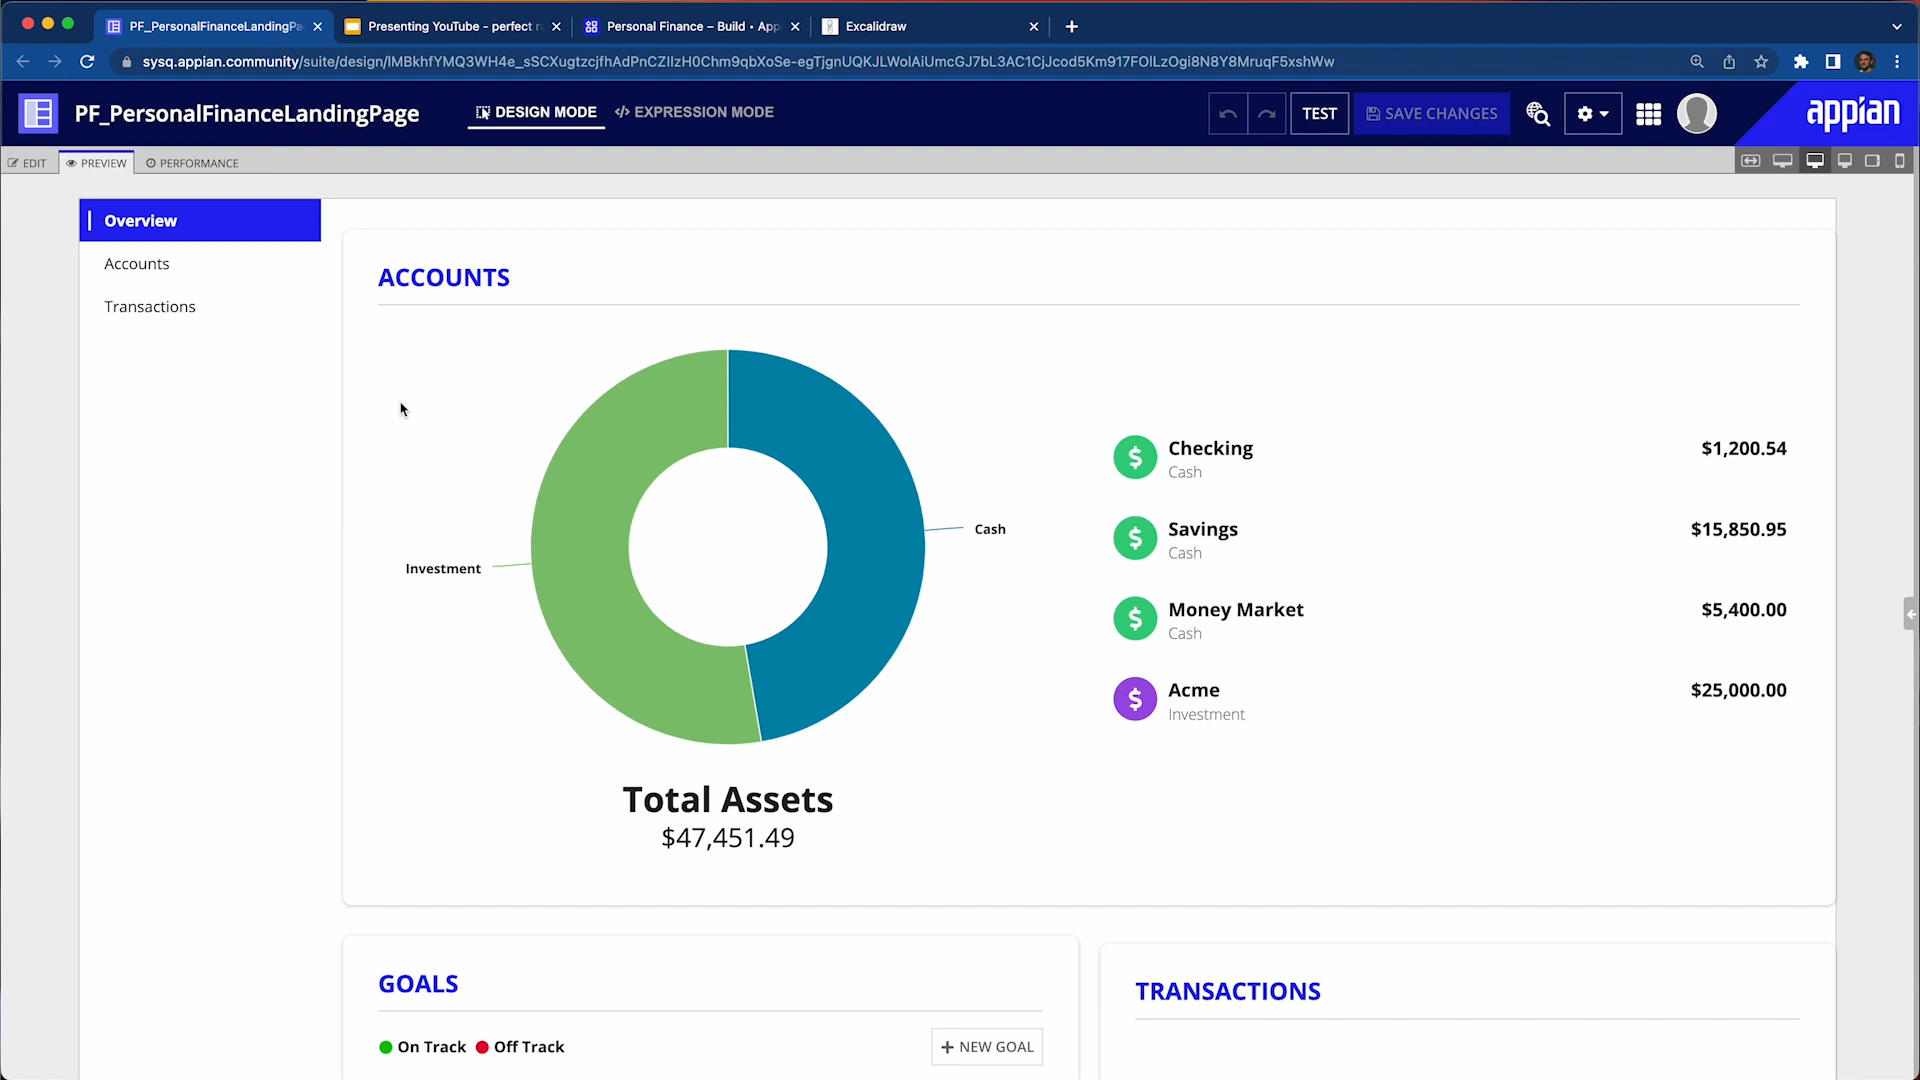 PF_PersonalFinanceLandingPa
Presenting YouTube - perfect r
Personal Finance – Build • App
Excalidraw
sysq.appian.community/suite/design/lMBkhfYMQ3WH4e_sSCXugtzcjfhAdPnCZIlzH0Chm9qbXoSe-egTjgnUQKJLWolAiUmcGJ7bL3AC1CjJcod5Km917FOlLzOgi8N8Y8MruqF5xshWw
PF_PersonalFinanceLandingPage
DESIGN MODE
EXPRESSION MODE
TEST
SAVE CHANGES
appian
EDIT
PREVIEW
PERFORMANCE
Overview
Accounts
Transactions
ACCOUNTS
Investment
Cash
Total Assets
$47,451.49
Checking $1,200.54
Cash
Savings $15,850.95
Cash
Money Market $5,400.00
Cash
Acme $25,000.00
Investment
GOALS
On Track Off Track
+ NEW GOAL
TRANSACTIONS